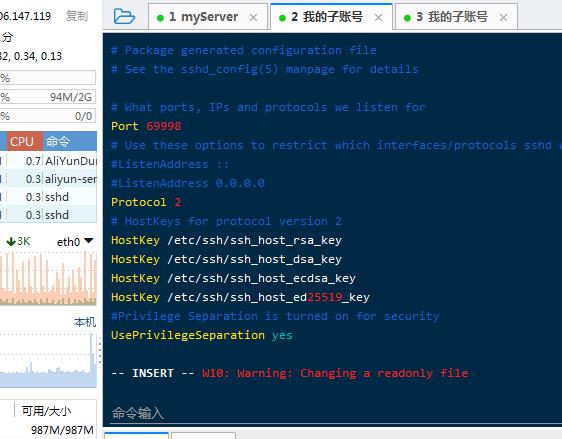 06.147.119 复制
1 myServer ×
2 我的子账号 ×
3 我的子账号 ×
分
32, 0.34, 0.13
%
% 94M/2G
% 0/0
CPU 命令
0.7 AliYunDun
0.3 aliyun-ser
0.3 sshd
0.3 sshd
3K eth0
本机
可用/大小
987M/987M
# Package generated configuration file
# See the sshd_config(5) manpage for details
# What ports, IPs and protocols we listen for
Port 69998
# Use these options to restrict which interfaces/protocols sshd w
#ListenAddress ::
#ListenAddress 0.0.0.0
Protocol 2
# HostKeys for protocol version 2
HostKey /etc/ssh/ssh_host_rsa_key
HostKey /etc/ssh/ssh_host_dsa_key
HostKey /etc/ssh/ssh_host_ecdsa_key
HostKey /etc/ssh/ssh_host_ed25519_key
#Privilege Separation is turned on for security
UsePrivilegeSeparation yes
-- INSERT -- W10: Warning: Changing a readonly file
命令输入